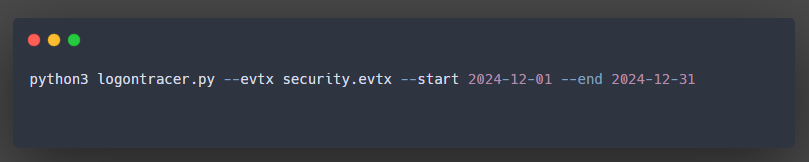 python3 logontracer.py --evtx security.evtx --start 2024-12-01 --end 2024-12-31